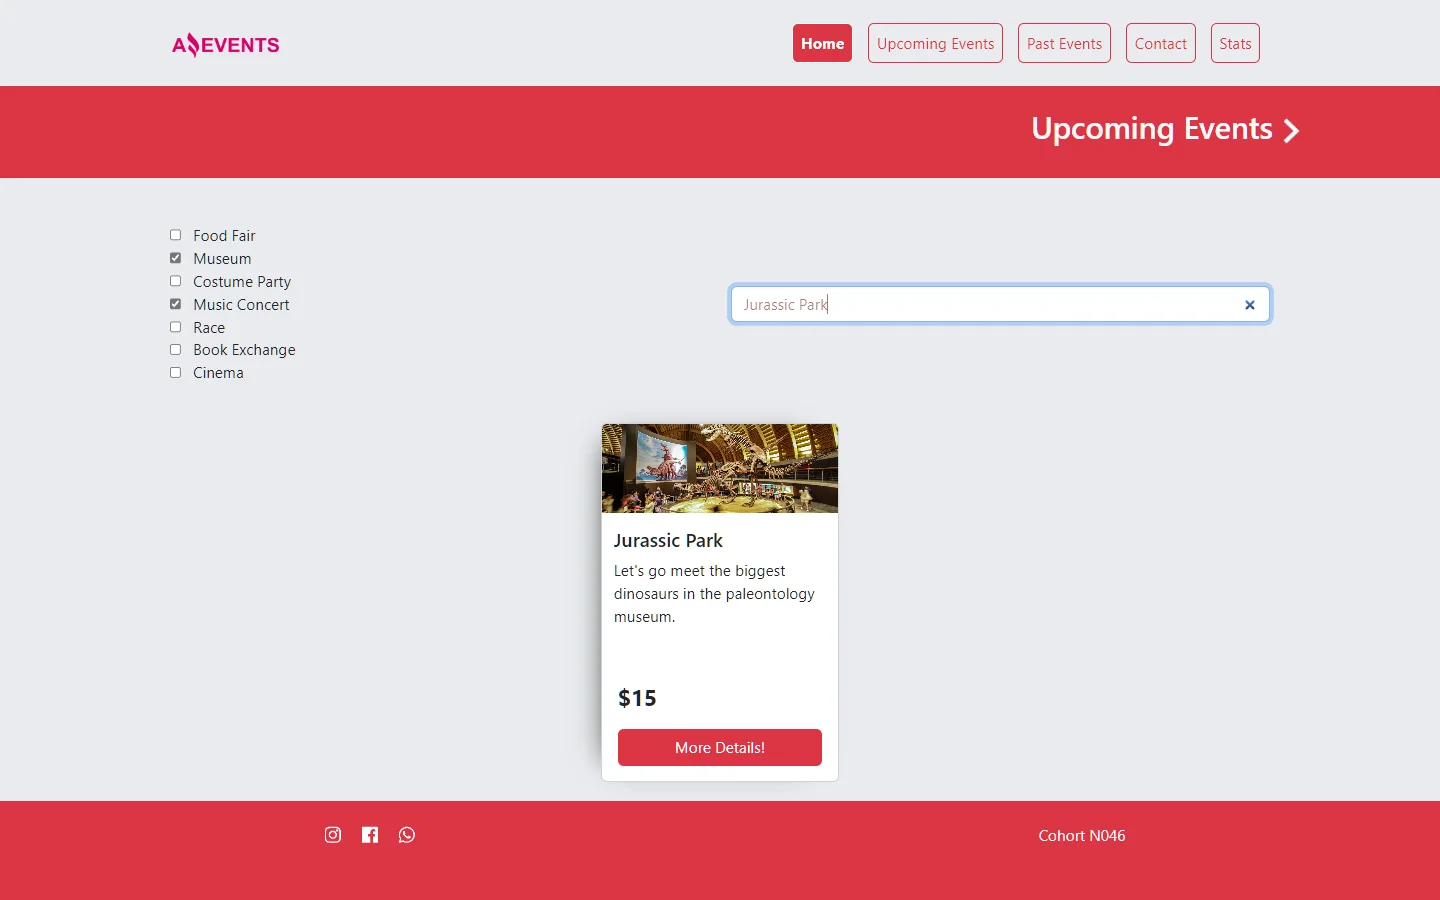 A EVENTS
Home
Upcoming Events
Past Events
Contact
Stats
Upcoming Events
Food Fair
Museum
Costume Party
Music Concert
Race
Book Exchange
Cinema
Jurassic Park
Jurassic Park
Let's go meet the biggest
dinosaurs in the paleontology
museum.
$15
More Details!
Cohort N046